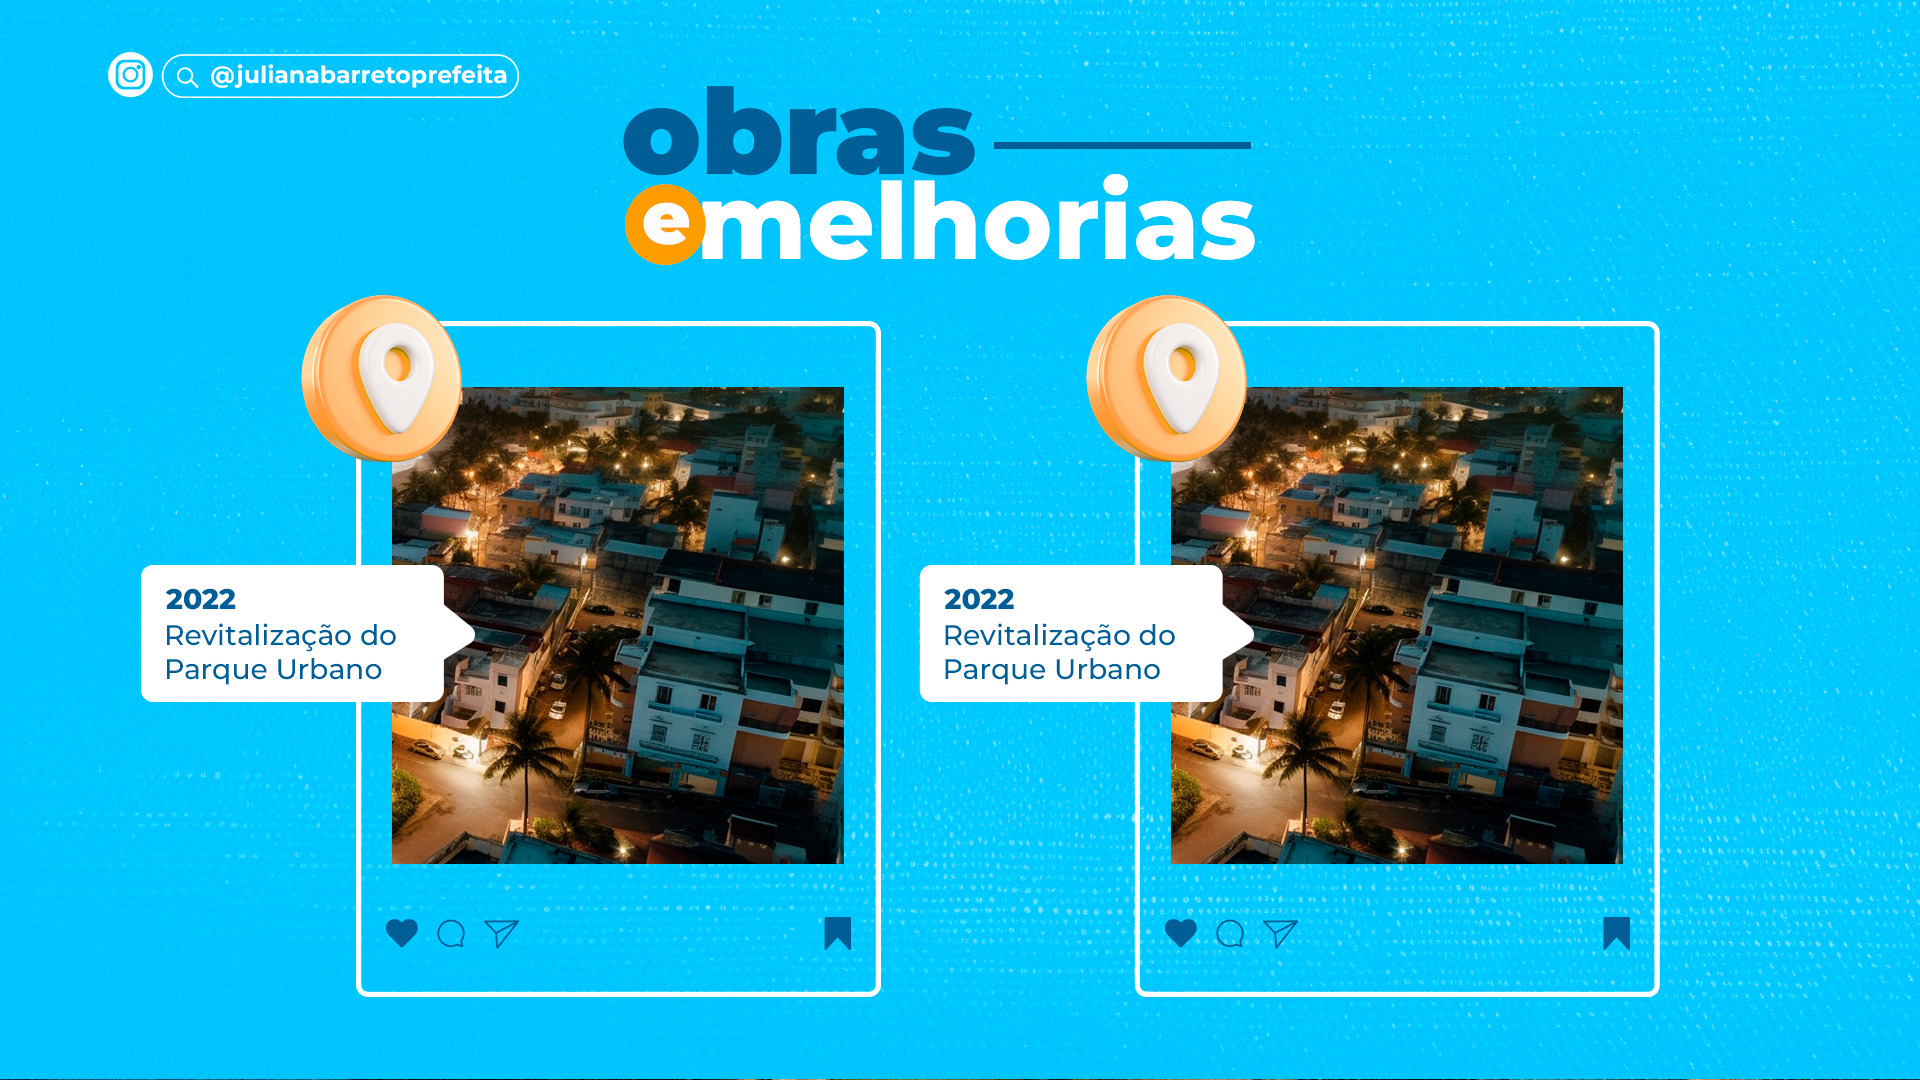 @julianabarretoprefeita
obras
e melhorias
2022
Revitalização do
Parque Urbano
2022
Revitalização do
Parque Urbano